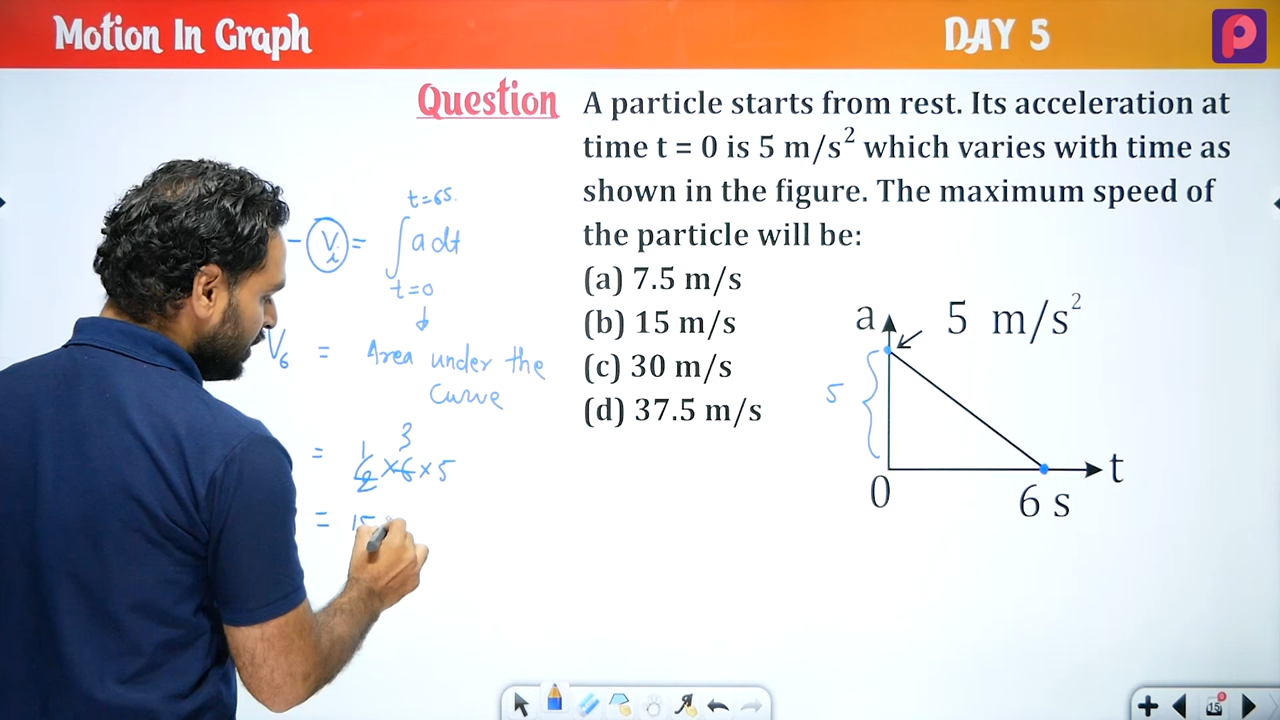 Motion In Graph
DAY 5
Question
A particle starts from rest. Its acceleration at
time t = 0 is 5 m/s² which varies with time as
shown in the figure. The maximum speed of
the particle will be:
(a) 7.5 m/s
(b) 15 m/s
(c) 30 m/s
(d) 37.5 m/s
t=6s.
- Vi = ∫ a dt
t=0
V6 = Area under the
curve
3
= 1/2 × 6 × 5
= 15
a
5 m/s²
5
0
6 s
t
15